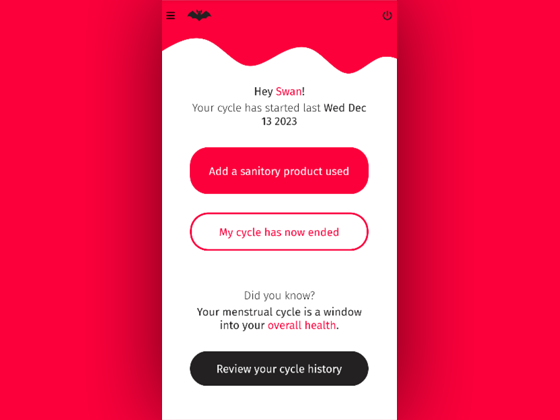 Hey Swan!
Your cycle has started last Wed Dec
13 2023
Add a sanitory product used
My cycle has now ended
Did you know?
Your menstrual cycle is a window
into your overall health.
Review your cycle history